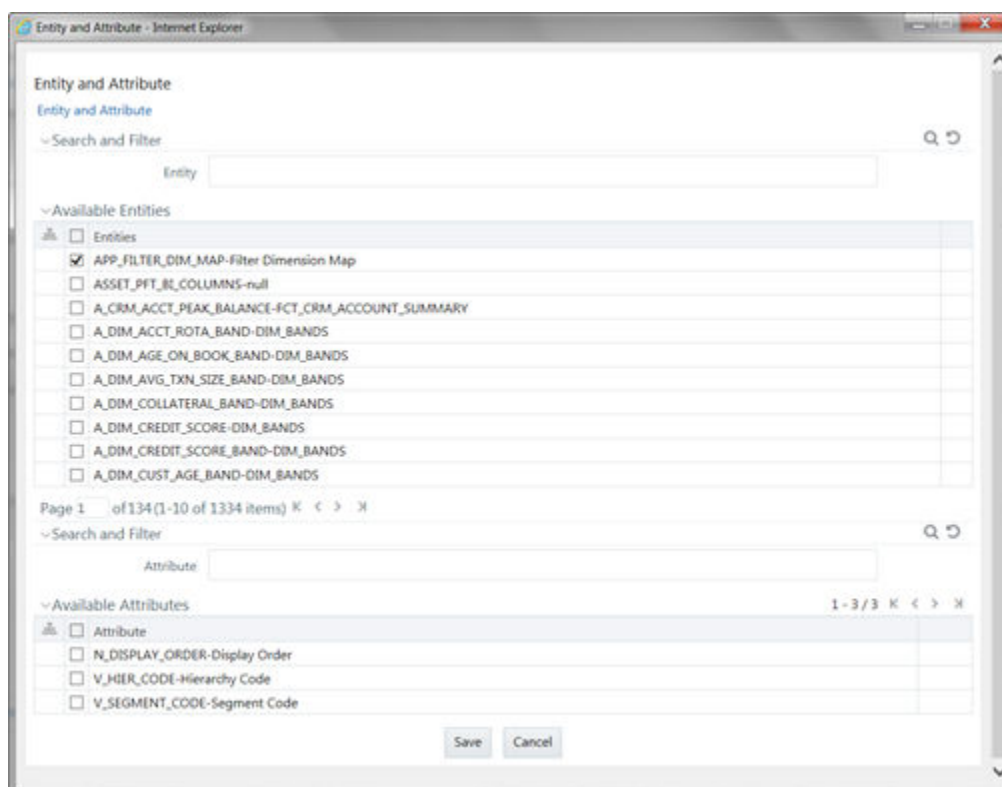 Entity and Attribute - Internet Explorer
Entity and Attribute
Entity and Attribute
Search and Filter
Entity
Available Entities
Entities
APP_FILTER_DIM_MAP-Filter Dimension Map
ASSET_PFT_BI_COLUMNS-null
A_CRM_ACCT_PEAK_BALANCE-FCT_CRM_ACCOUNT_SUMMARY
A_DIM_ACCT_ROTA_BAND-DIM_BANDS
A_DIM_AGE_ON_BOOK_BAND-DIM_BANDS
A_DIM_AVG_TXN_SIZE_BAND-DIM_BANDS
A_DIM_COLLATERAL_BAND-DIM_BANDS
A_DIM_CREDIT_SCORE-DIM_BANDS
A_DIM_CREDIT_SCORE_BAND-DIM_BANDS
A_DIM_CUST_AGE_BAND-DIM_BANDS
Page 1 of 134 (1-10 of 1334 items)
Search and Filter
Attribute
Available Attributes 1 - 3 / 3
Attribute
N_DISPLAY_ORDER-Display Order
V_HIER_CODE-Hierarchy Code
V_SEGMENT_CODE-Segment Code
Save Cancel